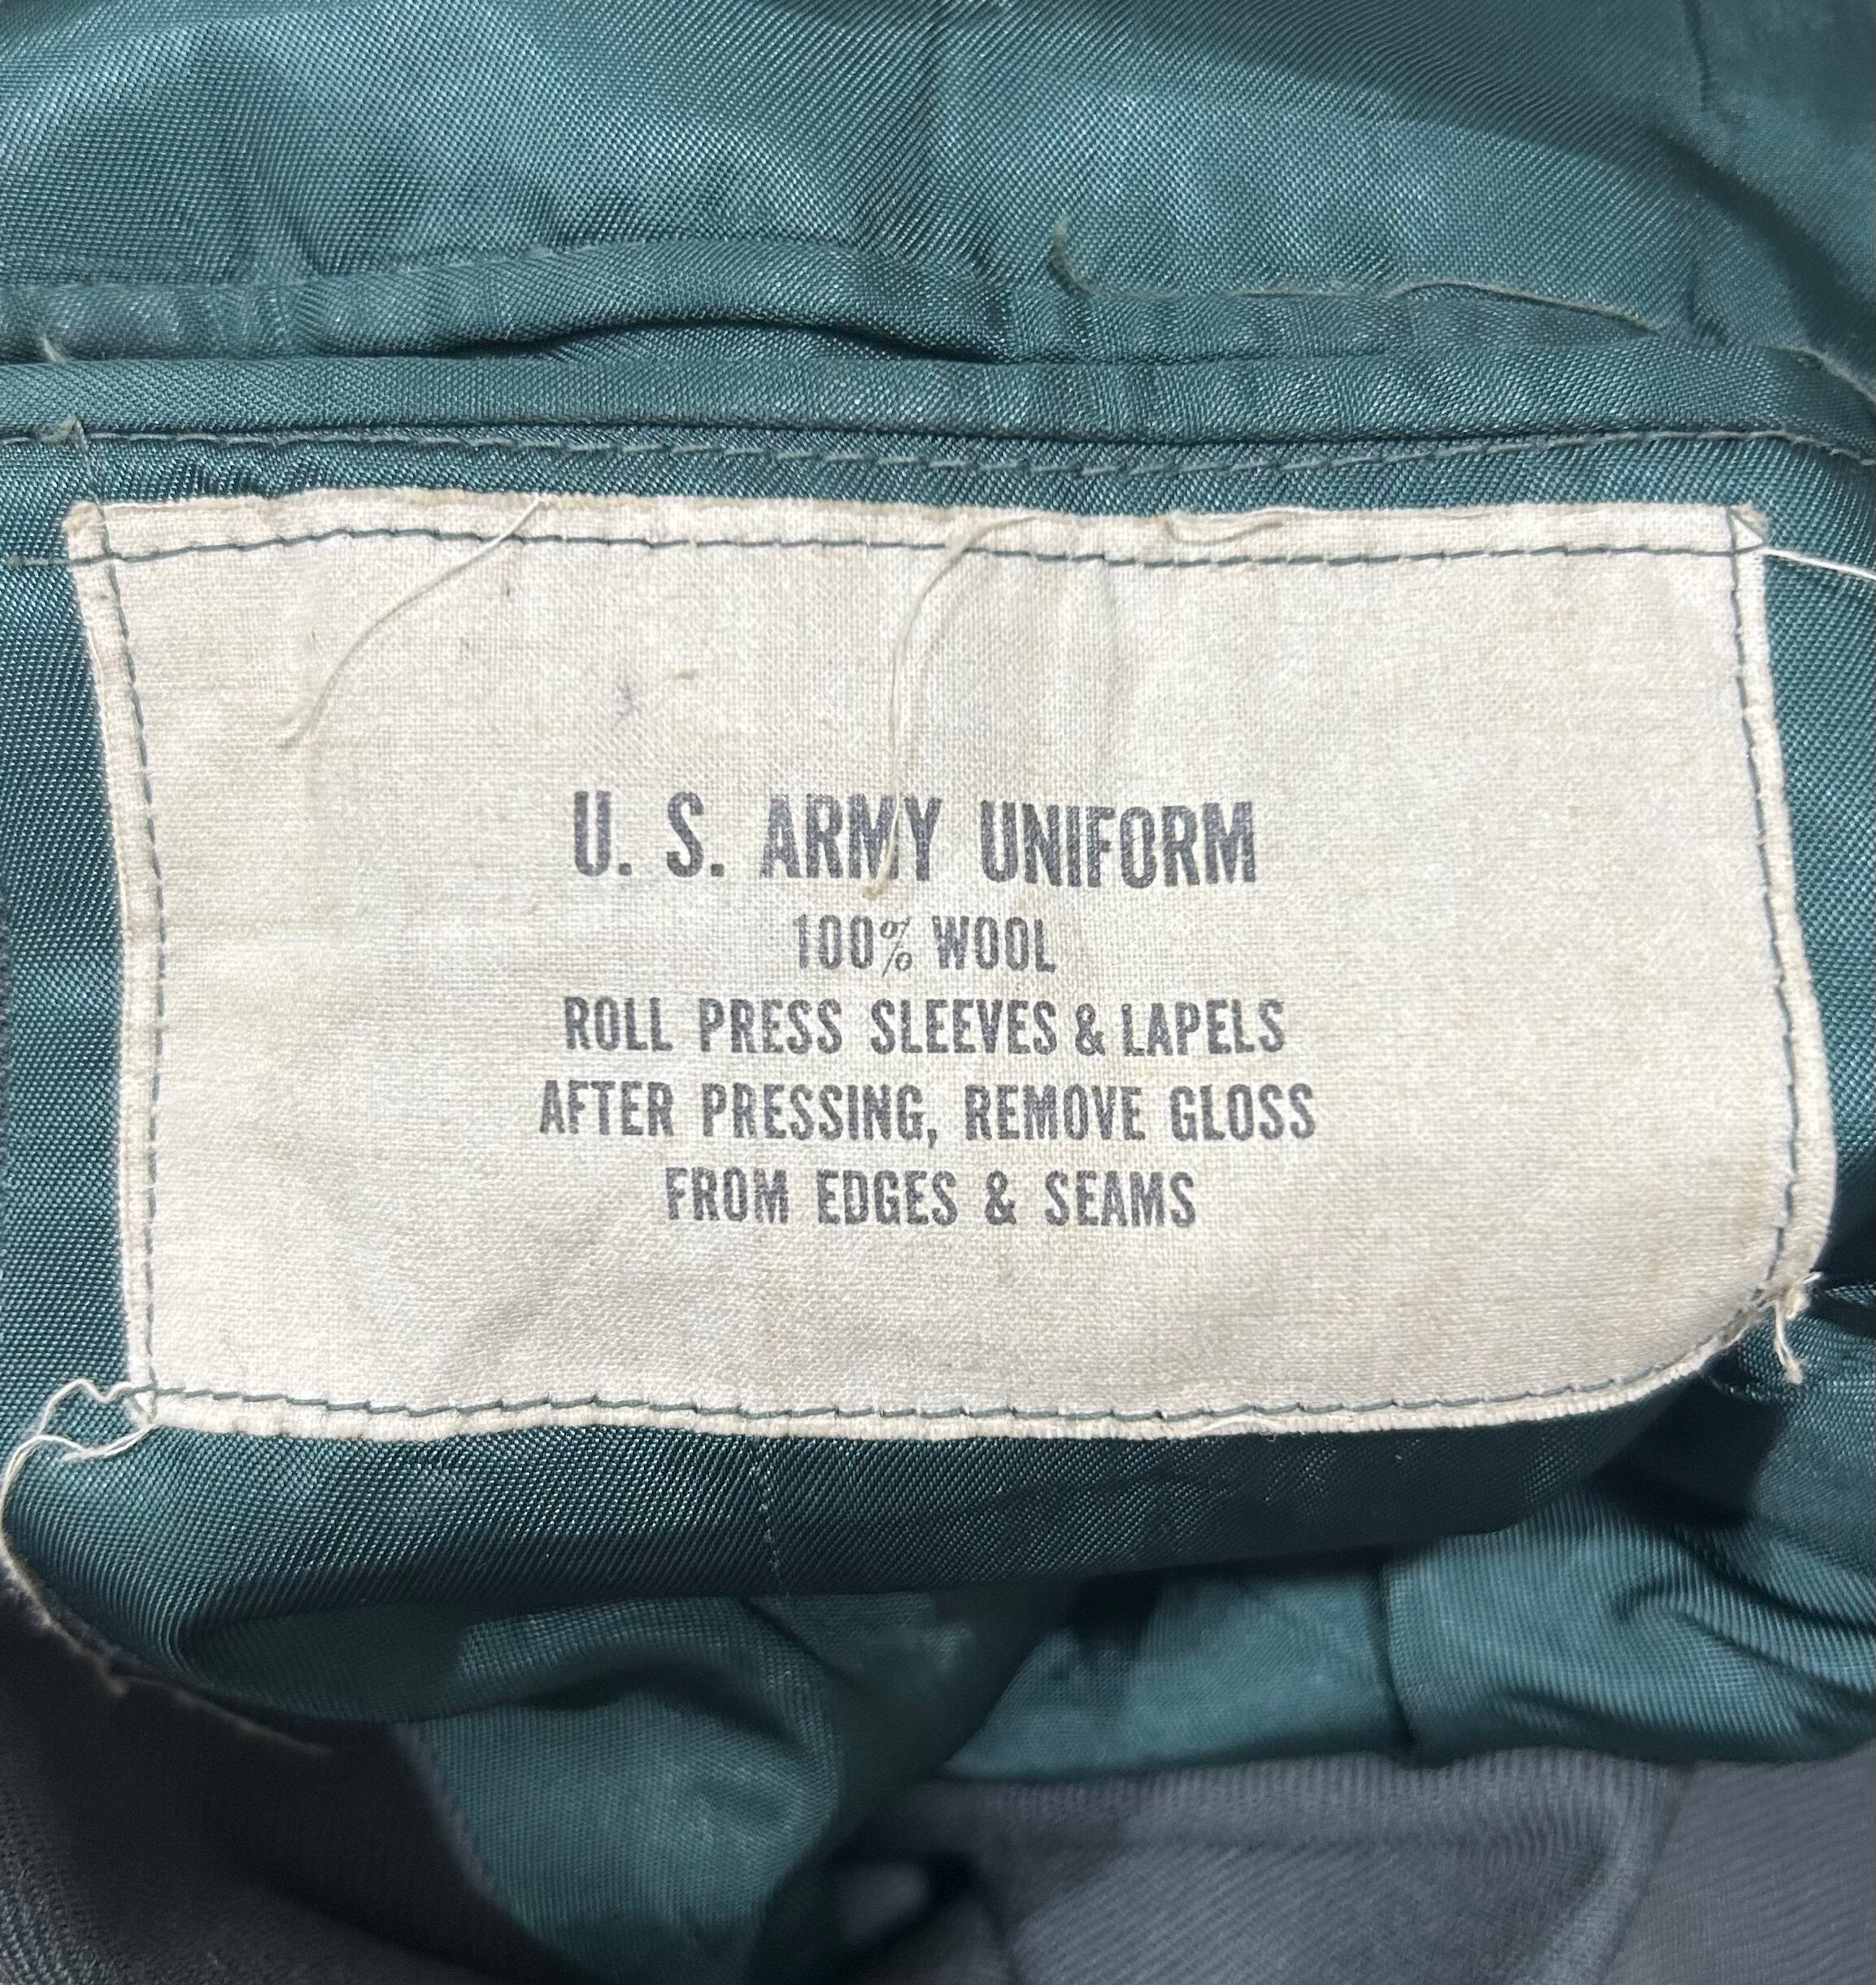 U. S. ARMY UNIFORM
100% WOOL
ROLL PRESS SLEEVES & LAPELS
AFTER PRESSING, REMOVE GLOSS
FROM EDGES & SEAMS